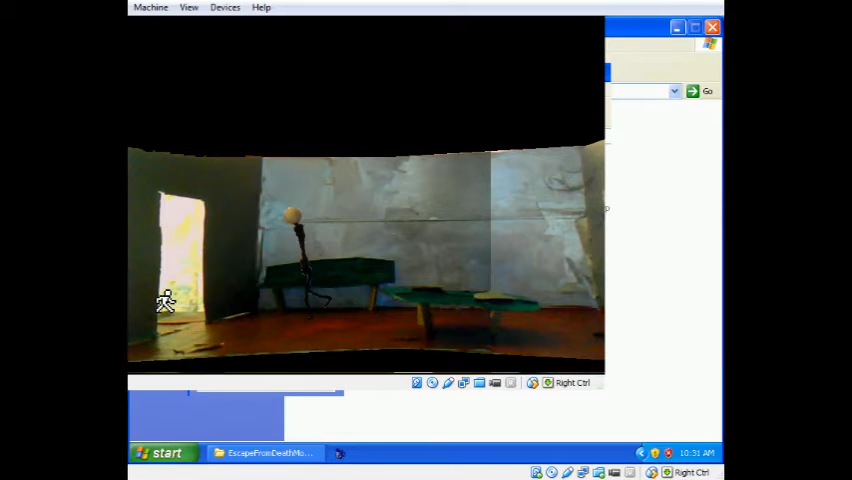 Machine View Devices Help
Go
Right Ctrl
start EscapeFromDeathMo... 10:31 AM
Right Ctrl